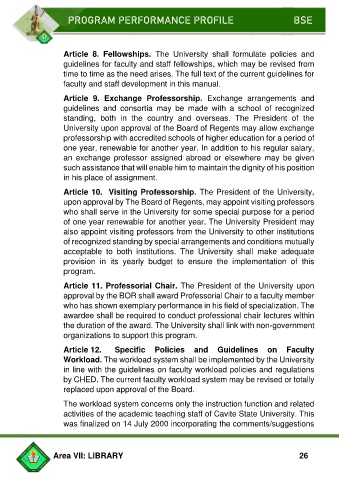 PROGRAM PERFORMANCE PROFILE BSE
Article 8. Fellowships. The University shall formulate policies and
guidelines for faculty and staff fellowships, which may be revised from
time to time as the need arises. The full text of the current guidelines for
faculty and staff development in this manual.
Article 9. Exchange Professorship. Exchange arrangements and
guidelines and consortia may be made with a school of recognized
standing, both in the country and overseas. The President of the
University upon approval of the Board of Regents may allow exchange
professorship with accredited schools of higher education for a period of
one year, renewable for another year. In addition to his regular salary,
an exchange professor assigned abroad or elsewhere may be given
such assistance that will enable him to maintain the dignity of his position
in his place of assignment.
Article 10. Visiting Professorship. The President of the University,
upon approval by The Board of Regents, may appoint visiting professors
who shall serve in the University for some special purpose for a period
of one year renewable for another year. The University President may
also appoint visiting professors from the University to other institutions
of recognized standing by special arrangements and conditions mutually
acceptable to both institutions. The University shall make adequate
provision in its yearly budget to ensure the implementation of this
program.
Article 11. Professorial Chair. The President of the University upon
approval by the BOR shall award Professorial Chair to a faculty member
who has shown exemplary performance in his field of specialization. The
awardee shall be required to conduct professional chair lectures within
the duration of the award. The University shall link with non-government
organizations to support this program.
Article 12. Specific Policies and Guidelines on Faculty
Workload. The workload system shall be implemented by the University
in line with the guidelines on faculty workload policies and regulations
by CHED. The current faculty workload system may be revised or totally
replaced upon approval of the Board.
The workload system concerns only the instruction function and related
activities of the academic teaching staff of Cavite State University. This
was finalized on 14 July 2000 incorporating the comments/suggestions
Area VII: LIBRARY 26